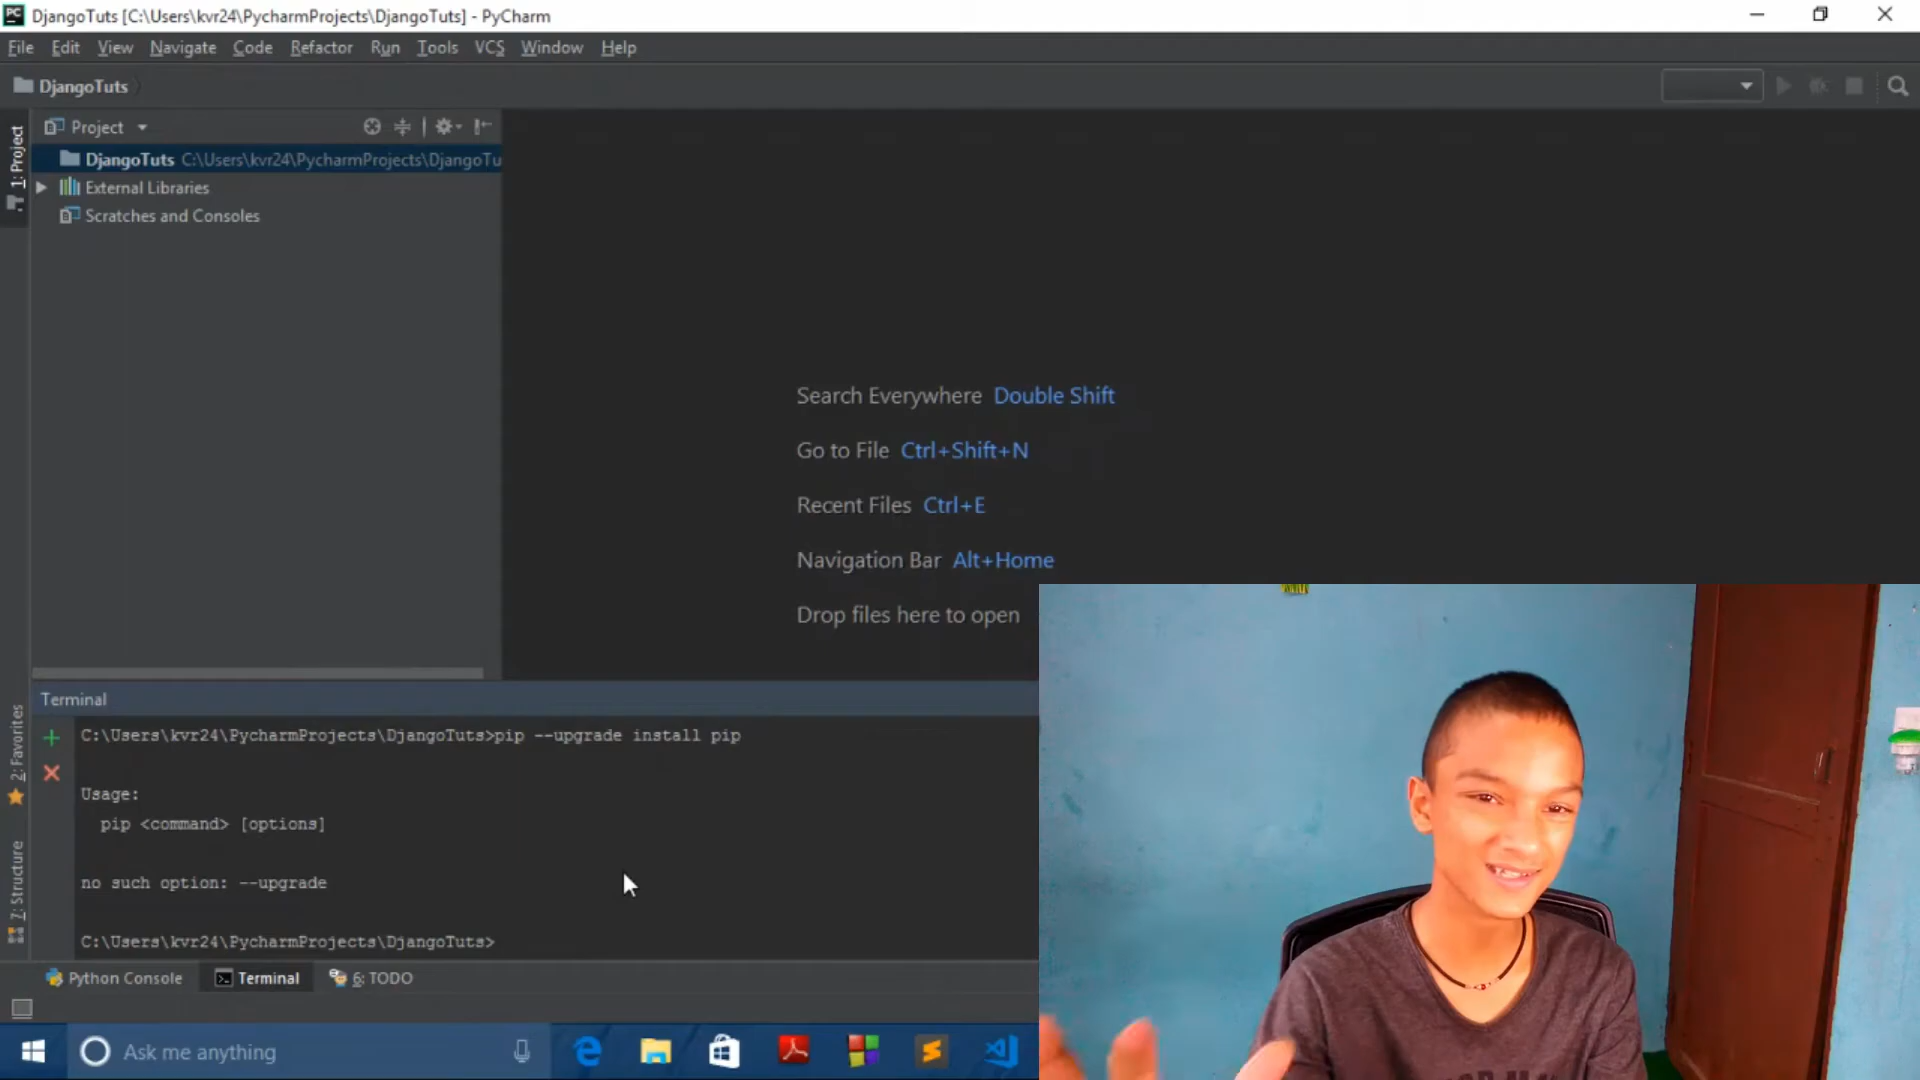 PC DjangoTuts [C:\Users\kvr24\PycharmProjects\DjangoTuts] - PyCharm
File Edit View Navigate Code Refactor Run Tools VCS Window Help
DjangoTuts
Project
DjangoTuts C:\Users\kvr24\PycharmProjects\DjangoTu
External Libraries
Scratches and Consoles
1: Project
Search Everywhere Double Shift
Go to File Ctrl+Shift+N
Recent Files Ctrl+E
Navigation Bar Alt+Home
Drop files here to open
2: Favorites
7: Structure
Terminal
C:\Users\kvr24\PycharmProjects\DjangoTuts>pip --upgrade install pip
Usage:
pip <command> [options]
no such option: --upgrade
C:\Users\kvr24\PycharmProjects\DjangoTuts>
Python Console Terminal 6: TODO
Ask me anything